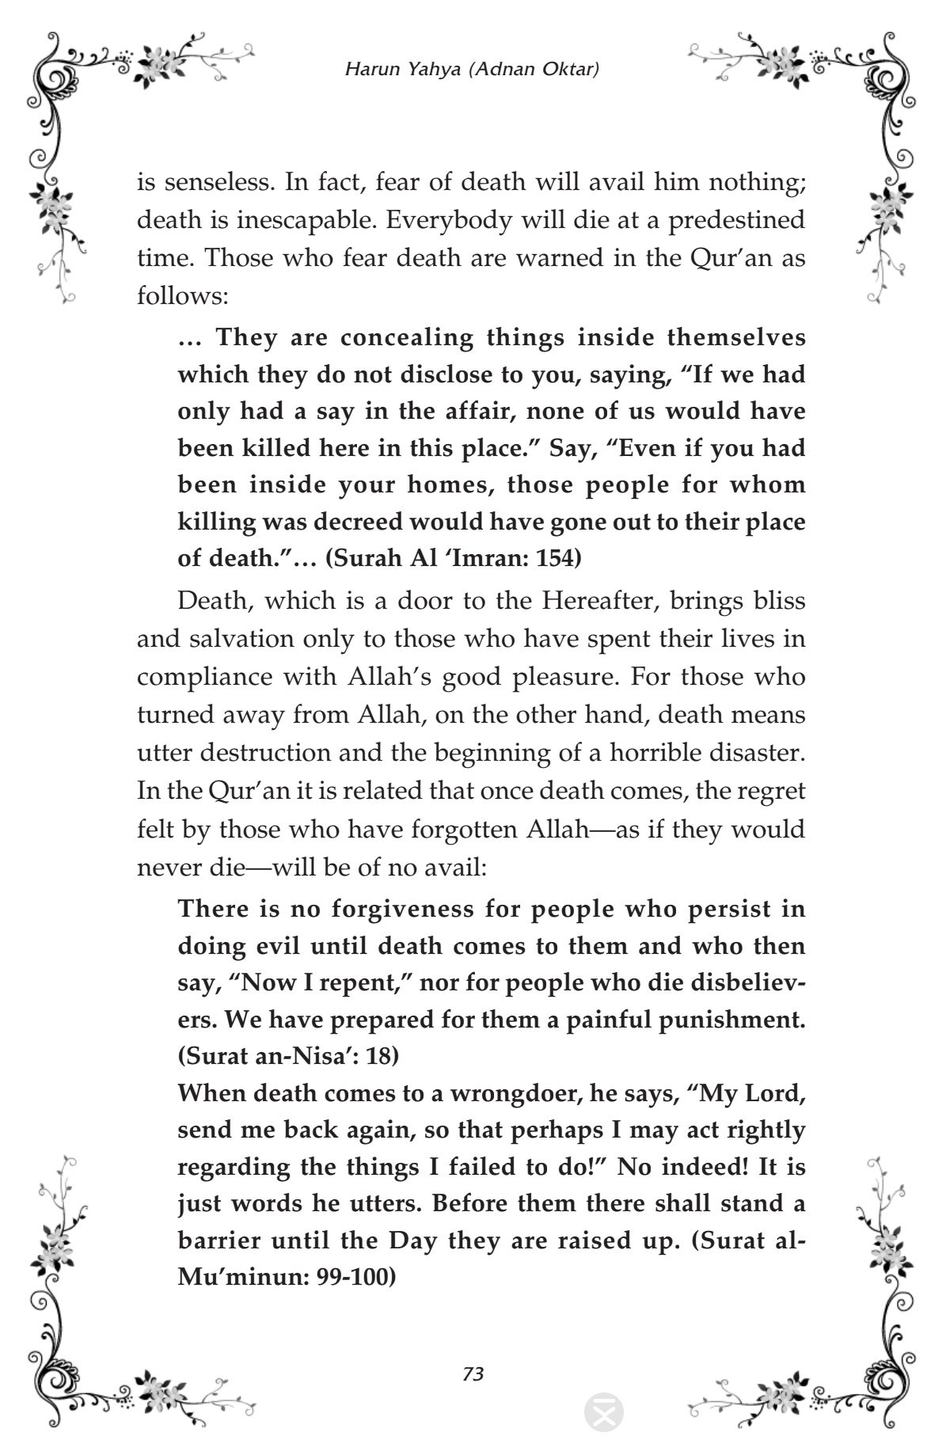 Harun Yahya (Adnan Oktar)
is senseless. In fact, fear of death will avail him nothing;
death is inescapable. Everybody will die at a predestined
time. Those who fear death are warned in the Qur’an as
follows:
… They are concealing things inside themselves
which they do not disclose to you, saying, “If we had
only had a say in the affair, none of us would have
been killed here in this place.” Say, “Even if you had
been inside your homes, those people for whom
killing was decreed would have gone out to their place
of death.”… (Surah Al ‘Imran: 154)
Death, which is a door to the Hereafter, brings bliss
and salvation only to those who have spent their lives in
compliance with Allah’s good pleasure. For those who
turned away from Allah, on the other hand, death means
utter destruction and the beginning of a horrible disaster.
In the Qur’an it is related that once death comes, the regret
felt by those who have forgotten Allah—as if they would
never die—will be of no avail:
There is no forgiveness for people who persist in
doing evil until death comes to them and who then
say, “Now I repent,” nor for people who die disbeliev-
ers. We have prepared for them a painful punishment.
(Surat an-Nisa’: 18)
When death comes to a wrongdoer, he says, “My Lord,
send me back again, so that perhaps I may act rightly
regarding the things I failed to do!” No indeed! It is
just words he utters. Before them there shall stand a
barrier until the Day they are raised up. (Surat al-
Mu’minun: 99-100)
73